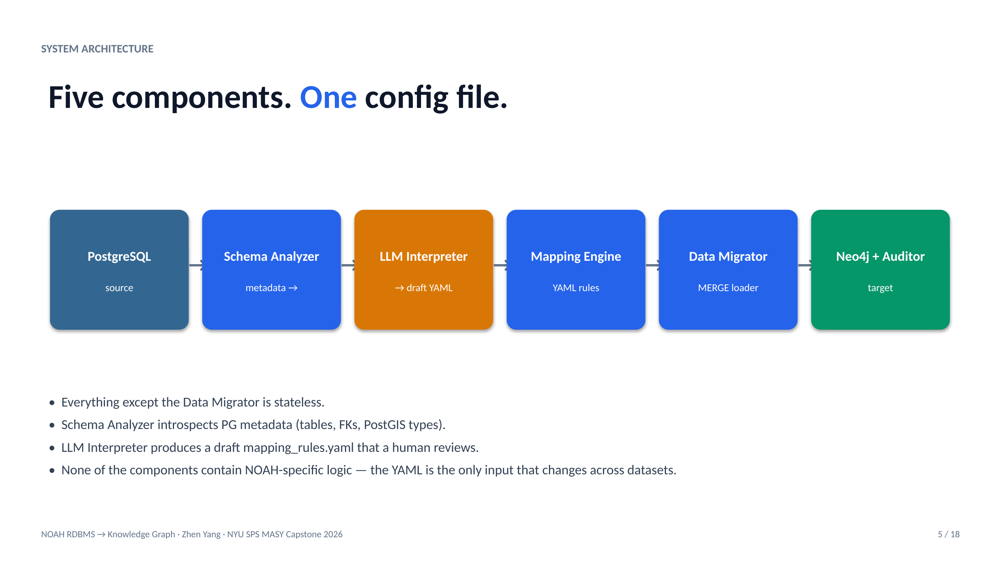 SYSTEM ARCHITECTURE
Five components. One config file.
PostgreSQL
source
Schema Analyzer
metadata →
LLM Interpreter
→ draft YAML
Mapping Engine
YAML rules
Data Migrator
MERGE loader
Neo4j + Auditor
target
• Everything except the Data Migrator is stateless.
• Schema Analyzer introspects PG metadata (tables, FKs, PostGIS types).
• LLM Interpreter produces a draft mapping_rules.yaml that a human reviews.
• None of the components contain NOAH-specific logic — the YAML is the only input that changes across datasets.
NOAH RDBMS → Knowledge Graph · Zhen Yang · NYU SPS MASY Capstone 2026
5 / 18